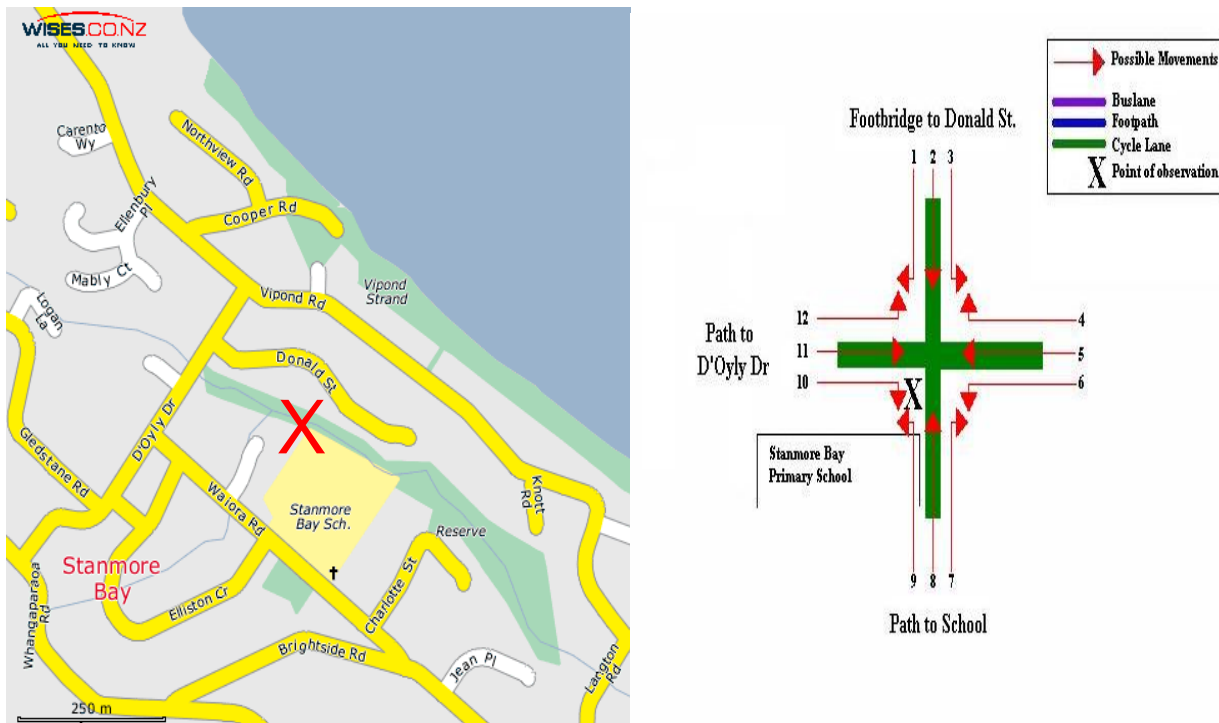 WISES.CO.NZ
ALL YOU NEED TO KNOW
Carento
Wy
Northview Rd
Ellenbury
Pl
Cooper Rd
Mably Ct
Logan
La
Vipond Rd
Vipond
Strand
Donald St
D'Oyly Dr
Gledstane Rd
Waiora Rd
Knott
Rd
Stanmore
Bay Sch.
Reserve
Stanmore
Bay
Charlotte St
Elliston Cr
Whangaparaoa
Rd
Brightside Rd
Jean Pl
Langton
Rd
250 m
X
Possible Movements
Buslane
Footpath
Cycle Lane
X Point of observation
Footbridge to Donald St.
1 2 3
12
4
Path to
D'Oyly Dr
11
5
10
6
X
Stanmore Bay
Primary School
9 8 7
Path to School